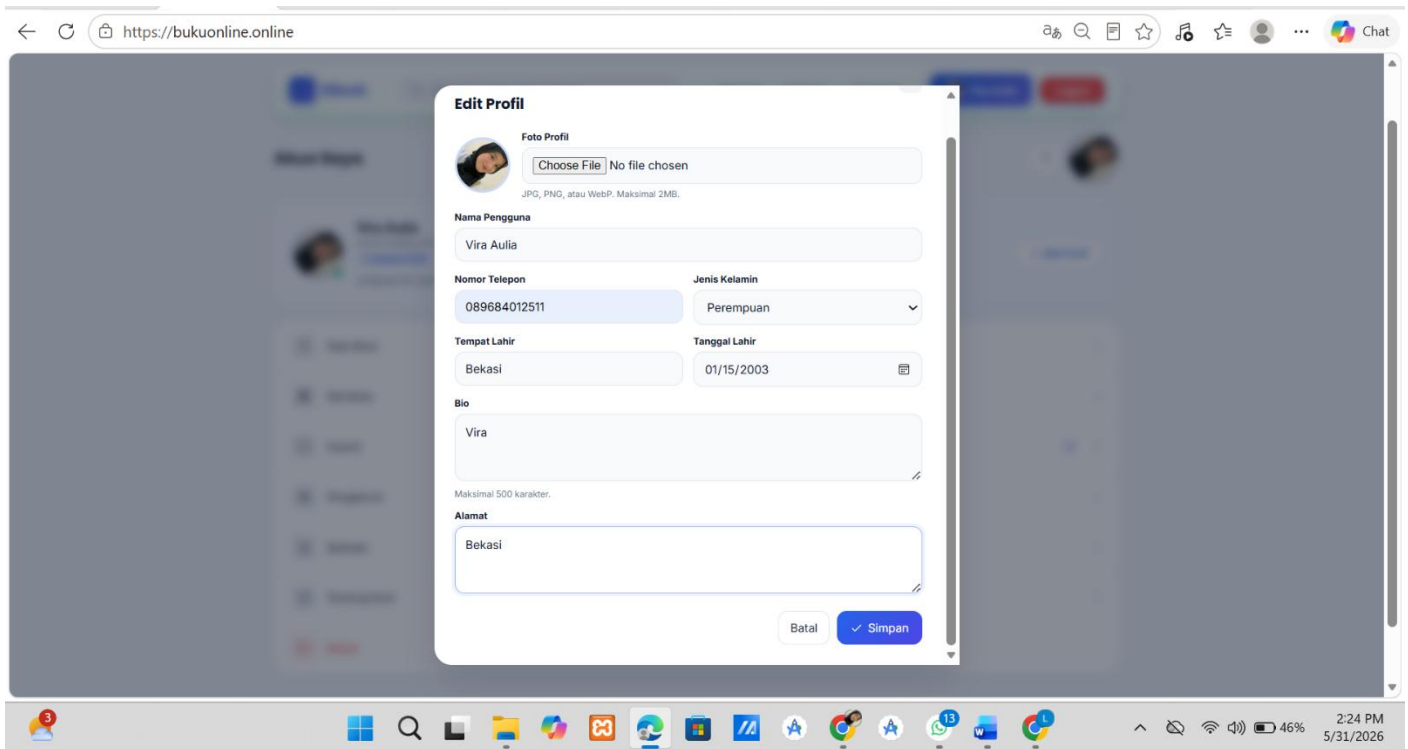 https://bukuonline.online
Chat
Edit Profil
Foto Profil
Choose File No file chosen
JPG, PNG, atau WebP. Maksimal 2MB.
Nama Pengguna
Vira Aulia
Nomor Telepon
Jenis Kelamin
089684012511
Perempuan
Tempat Lahir
Tanggal Lahir
Bekasi
01/15/2003
Bio
Vira
Maksimal 500 karakter.
Alamat
Bekasi
Batal
Simpan
3
13
46%
2:24 PM
5/31/2026